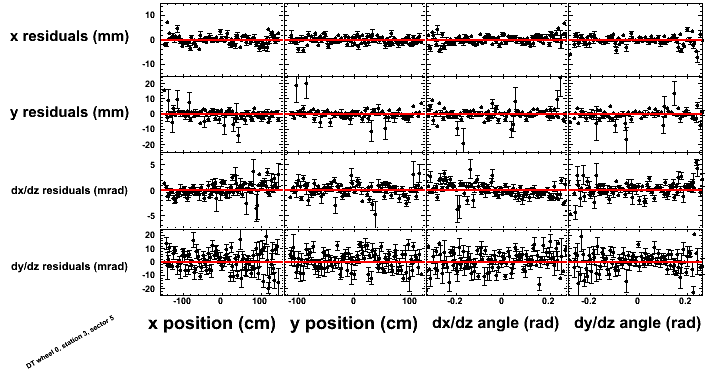 x residuals (mm)
10
0
-10
y residuals (mm)
20
10
0
-10
-20
dx/dz residuals (mrad)
5
0
-5
dy/dz residuals (mrad)
20
10
0
-10
-20
-100 0 100 -100 0 100 -0.2 0 0.2 -0.2 0 0.2
x position (cm) y position (cm) dx/dz angle (rad) dy/dz angle (rad)
DT wheel 0, station 3, sector 5